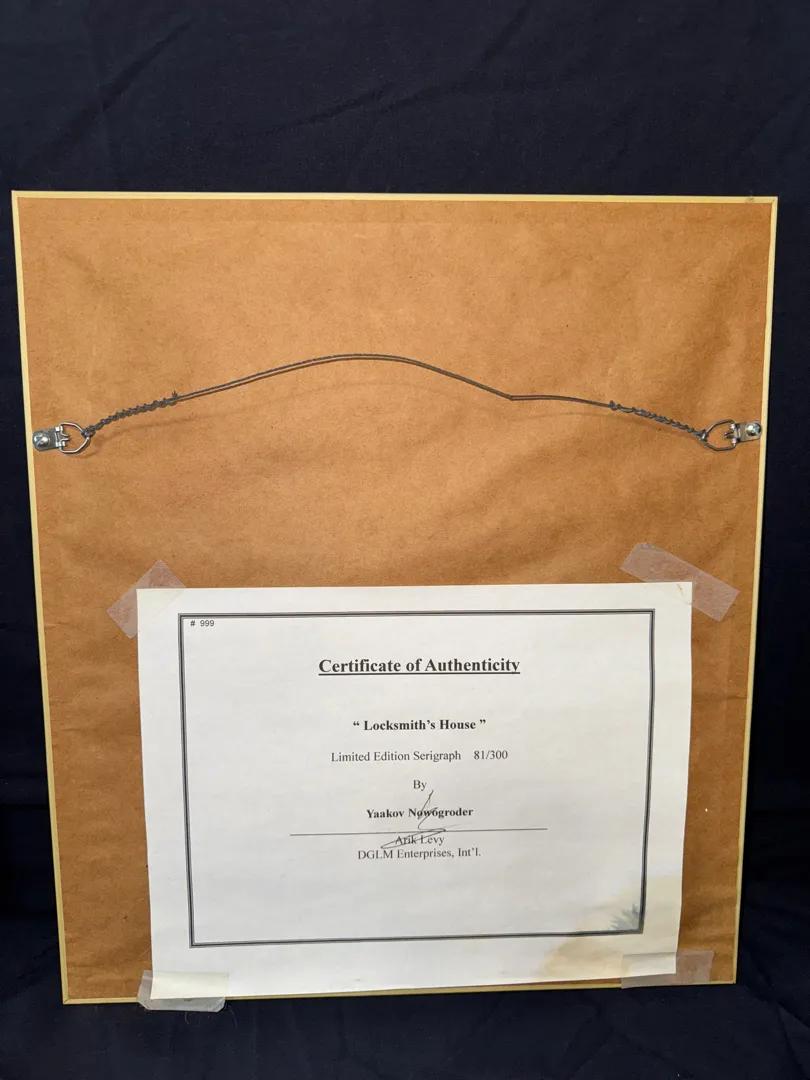 # 999
Certificate of Authenticity
“ Locksmith’s House ”
Limited Edition Serigraph 81/300
By
Yaakov Nowogroder
Arik Levy
DGLM Enterprises, Int’l.